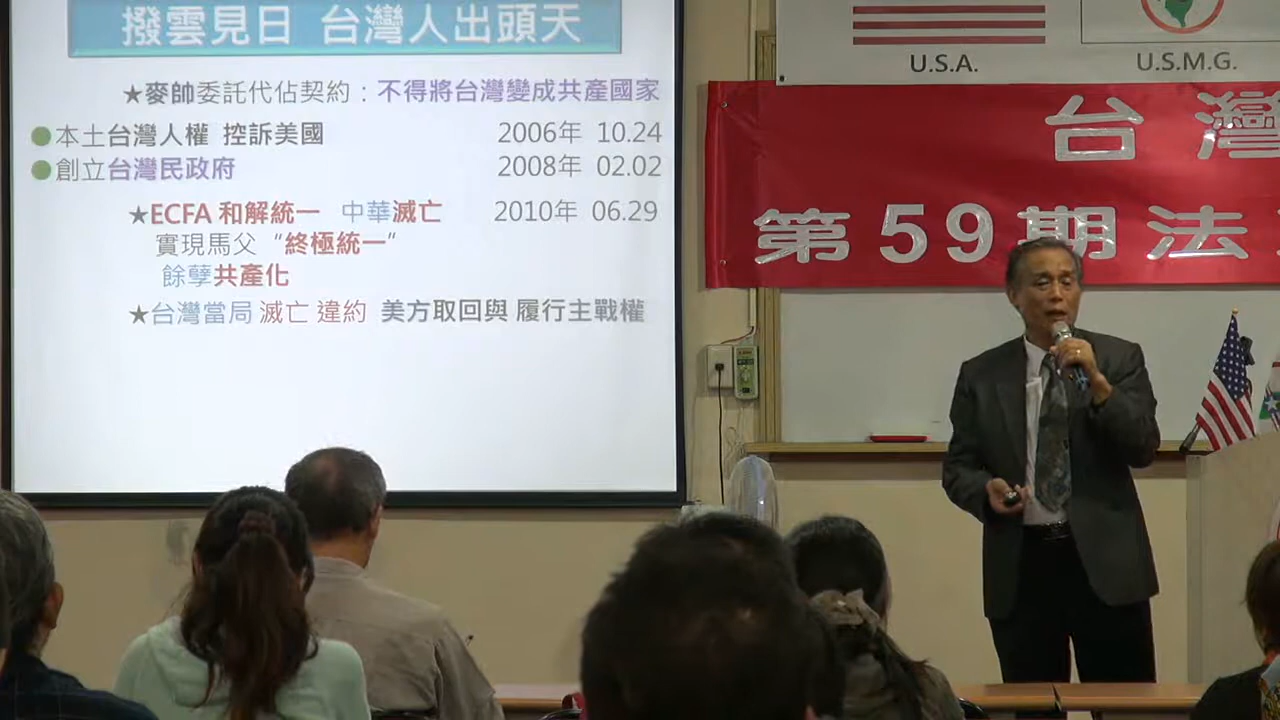 撥雲見日 台灣人出頭天
★麥帥委託代佔契約：不得將台灣變成共產國家
本土台灣人權 控訴美國 2006年 10.24
創立台灣民政府 2008年 02.02
★ECFA 和解統一 中華滅亡 2010年 06.29
實現馬父 “終極統一”
餘孽共產化
★台灣當局 滅亡 違約 美方取回與 履行主戰權
U.S.A.
U.S.M.G.
台灣
第59期法